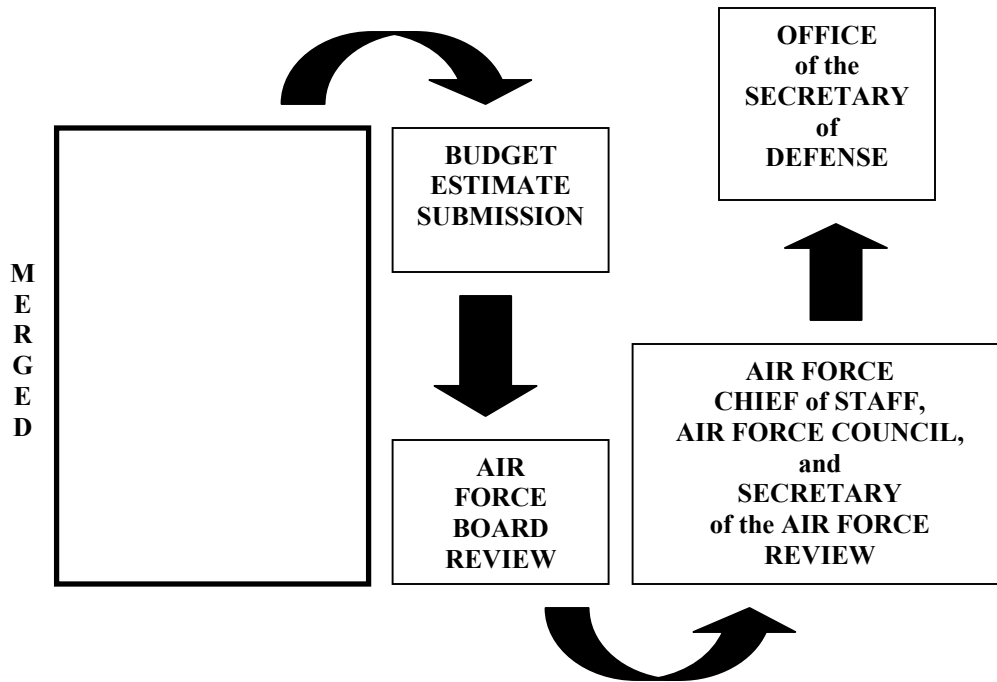 M
E
R
G
E
D
BUDGET
ESTIMATE
SUBMISSION
AIR
FORCE
BOARD
REVIEW
AIR FORCE
CHIEF of STAFF,
AIR FORCE COUNCIL,
and
SECRETARY
of the AIR FORCE
REVIEW
OFFICE
of the
SECRETARY
of
DEFENSE